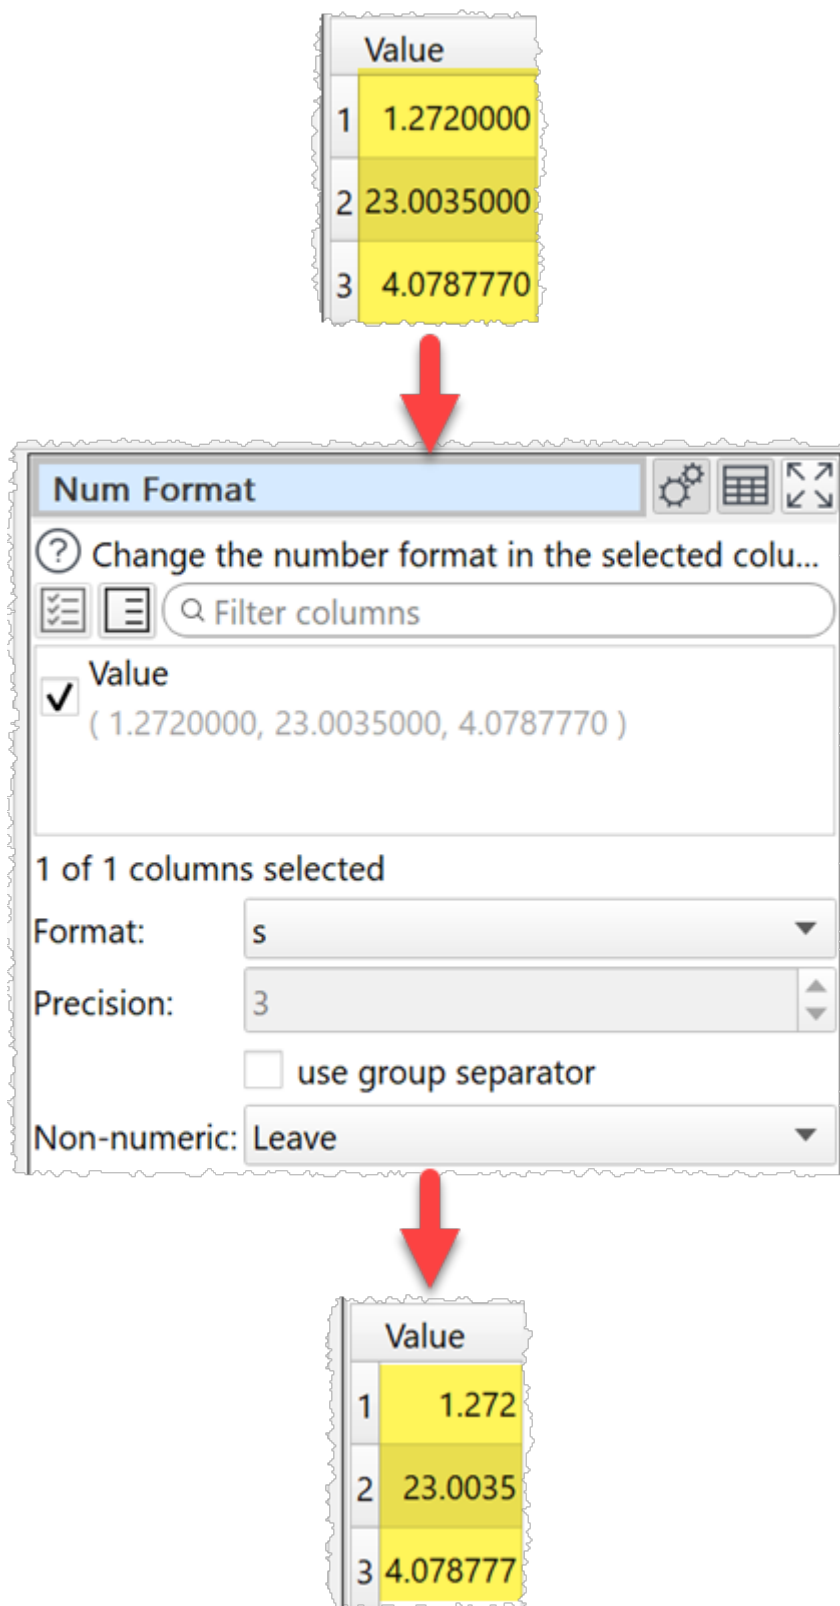 Value
1 1.2720000
2 23.0035000
3 4.0787770
Num Format
? Change the number format in the selected colu...
Filter columns
Value
( 1.2720000, 23.0035000, 4.0787770 )
1 of 1 columns selected
Format: s
Precision: 3
use group separator
Non-numeric: Leave
Value
1 1.272
2 23.0035
3 4.078777